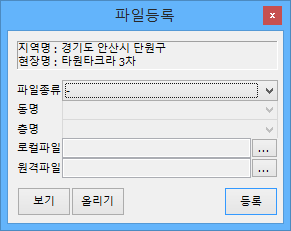 파일등록
x
지역명 : 경기도 안산시 단원구
현장명 : 타원타크라 3차
파일종류 -
동명
층명
로컬파일 ...
원격파일 ...
보기 올리기 등록